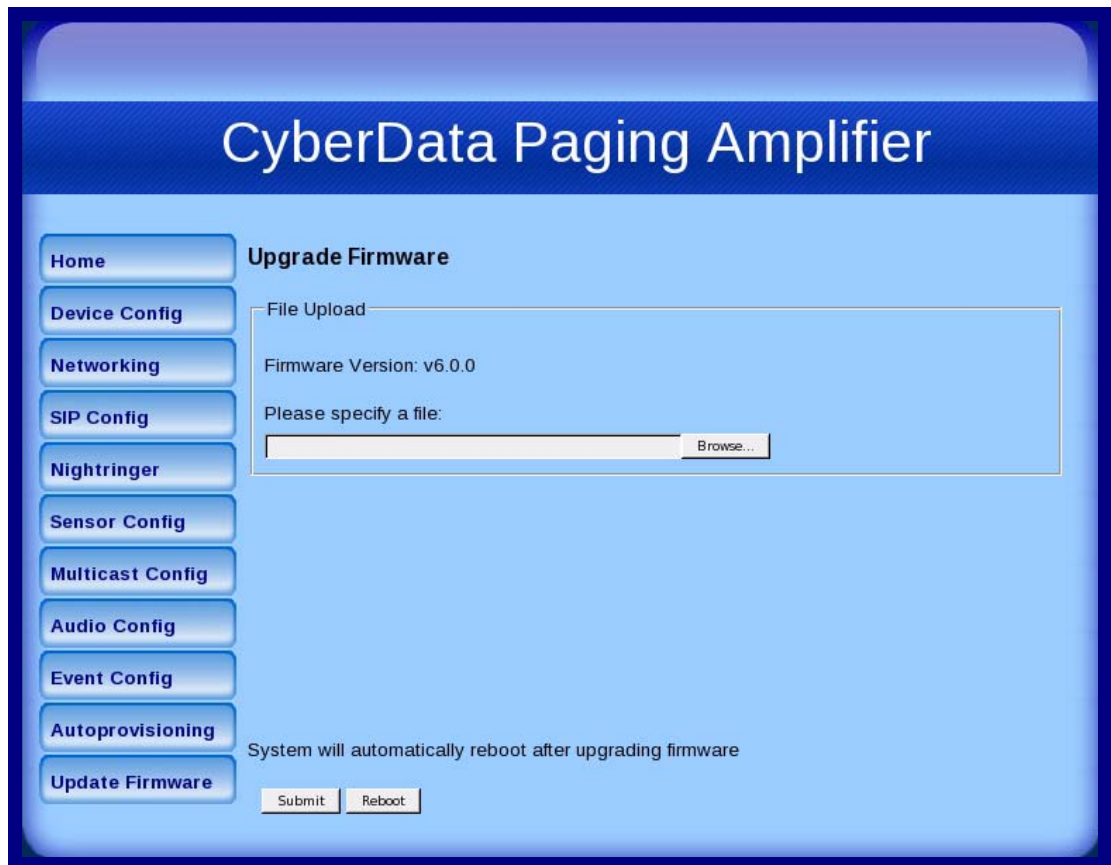 CyberData Paging Amplifier
Home
Device Config
Networking
SIP Config
Nightringer
Sensor Config
Multicast Config
Audio Config
Event Config
Autoprovisioning
Update Firmware
Upgrade Firmware
File Upload
Firmware Version: v6.0.0
Please specify a file:
Browse...
System will automatically reboot after upgrading firmware
Submit Reboot